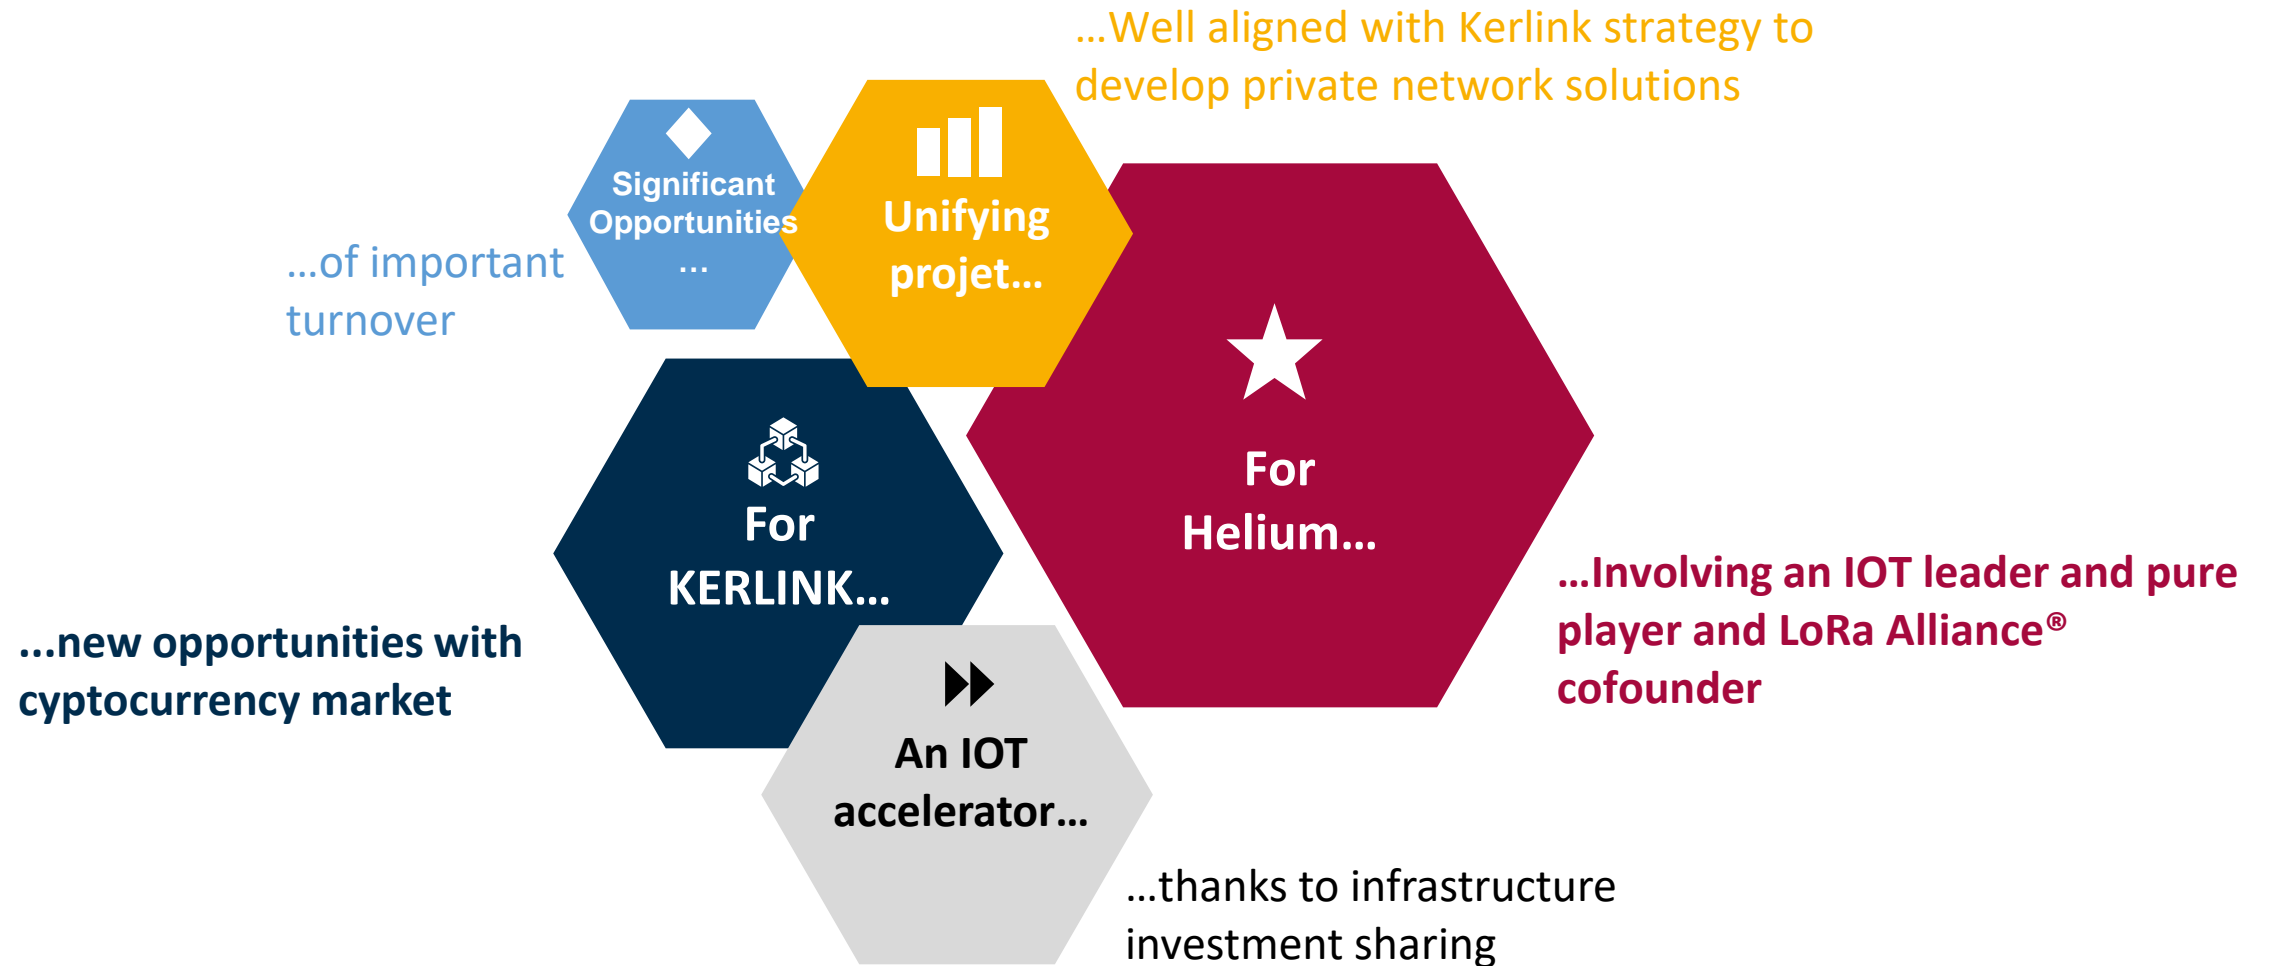 …Well aligned with Kerlink strategy to
develop private network solutions
Significant
Opportunities
…
…of important
turnover
Unifying
projet…
For
Helium…
…Involving an IOT leader and pure
player and LoRa Alliance®
cofounder
For
KERLINK…
...new opportunities with
cyptocurrency market
An IOT
accelerator…
…thanks to infrastructure
investment sharing